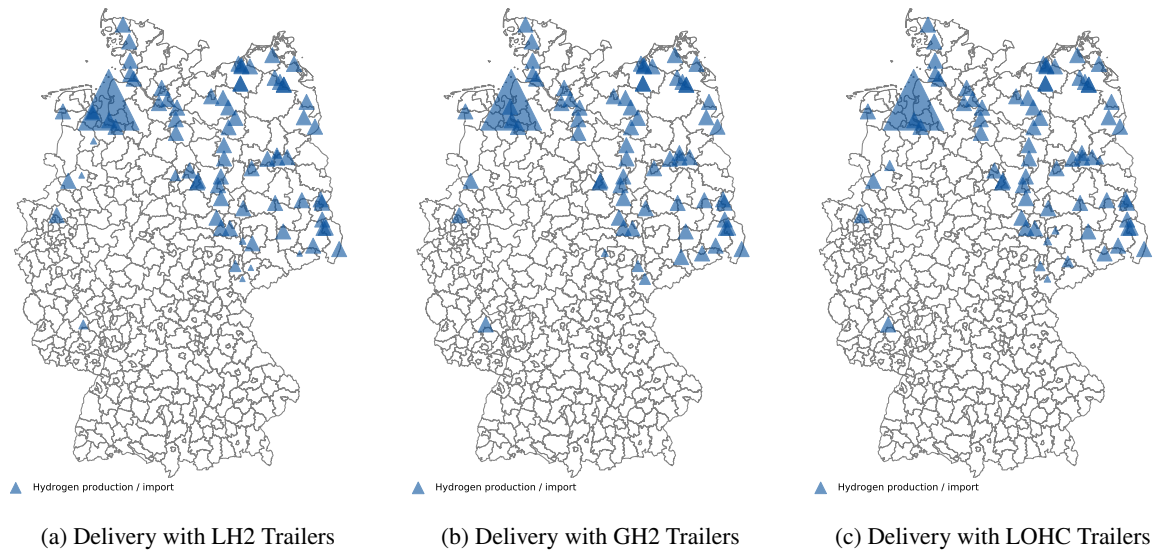 Hydrogen production / import
Hydrogen production / import
Hydrogen production / import
(a) Delivery with LH2 Trailers
(b) Delivery with GH2 Trailers
(c) Delivery with LOHC Trailers